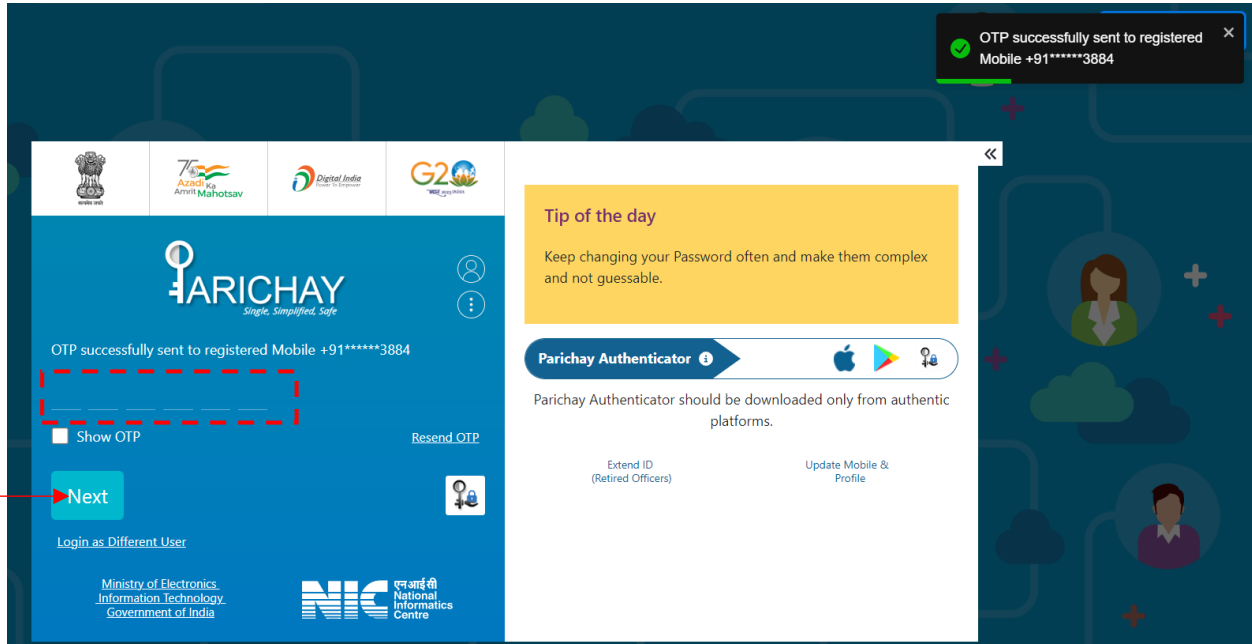 OTP successfully sent to registered
Mobile +91******3884
Azadi Ka
Amrit Mahotsav
Digital India
Power To Empower
G20
Tip of the day
Keep changing your Password often and make them complex
and not guessable.
PARICHAY
Single, Simplified, Safe
OTP successfully sent to registered Mobile +91******3884
Show OTP
Resend OTP
Next
Login as Different User
Ministry of Electronics
Information Technology
Government of India
NIC
एन आई सी
National
Informatics
Centre
Parichay Authenticator
Parichay Authenticator should be downloaded only from authentic
platforms.
Extend ID
(Retired Officers)
Update Mobile &
Profile